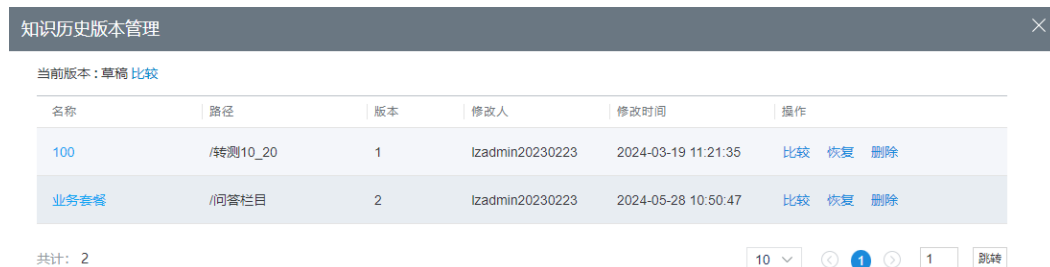 知识历史版本管理
当前版本 : 草稿 比较
名称 路径 版本 修改人 修改时间 操作
100 /转测10_20 1 lzadmin20230223 2024-03-19 11:21:35 比较 恢复 删除
业务套餐 /问答栏目 2 lzadmin20230223 2024-05-28 10:50:47 比较 恢复 删除
共计: 2 10 1 1 跳转